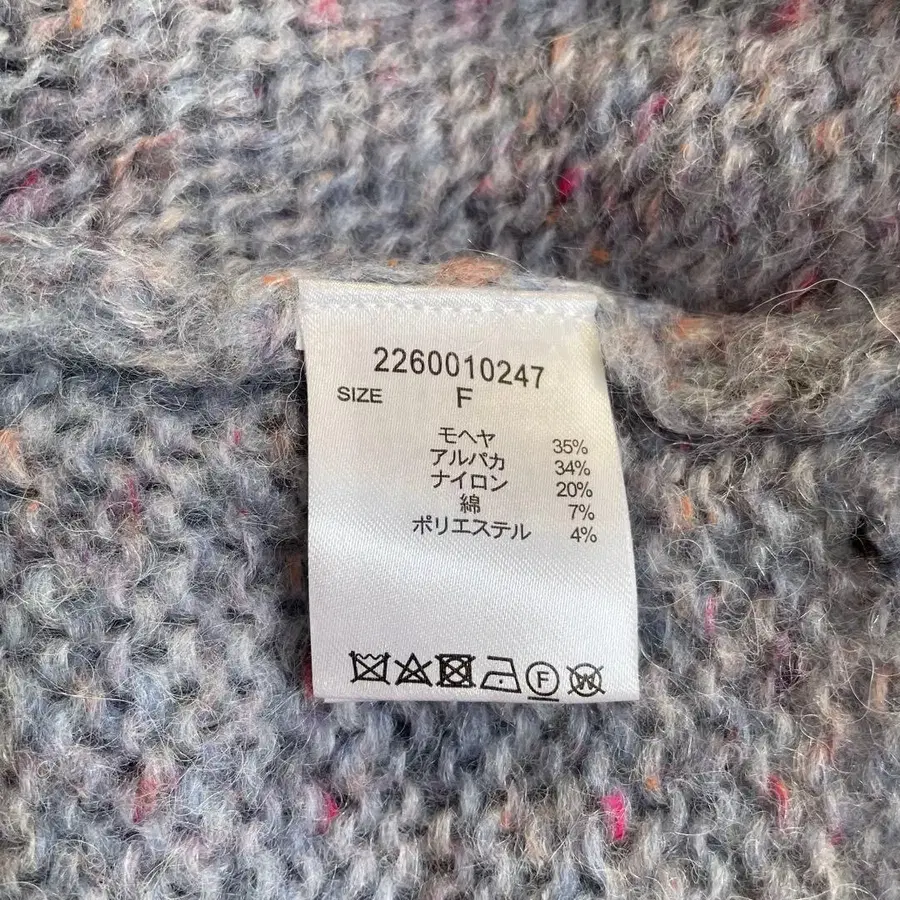 2260010247
SIZE F
モヘヤ 35%
アルパカ 34%
ナイロン 20%
綿 7%
ポリエステル 4%
F W